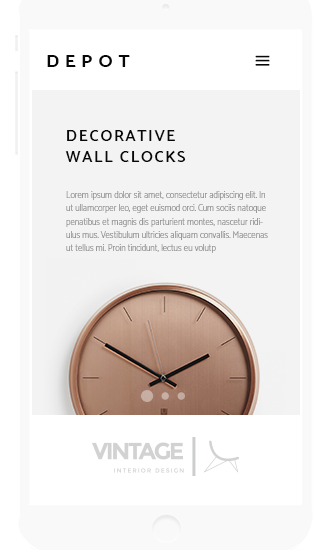 DEPOT
DECORATIVE
WALL CLOCKS
Lorem ipsum dolor sit amet, consectetur adipiscing elit. In
ut ullamcorper leo, eget euismod orci. Cum sociis natoque
penatibus et magnis dis parturient montes, nascetur ridi-
ulus mus. Vestibulum ultricies aliquam convallis. Maecenas
ut tellus mi. Proin tincidunt, lectus eu volutp
VINTAGE
INTERIOR DESIGN